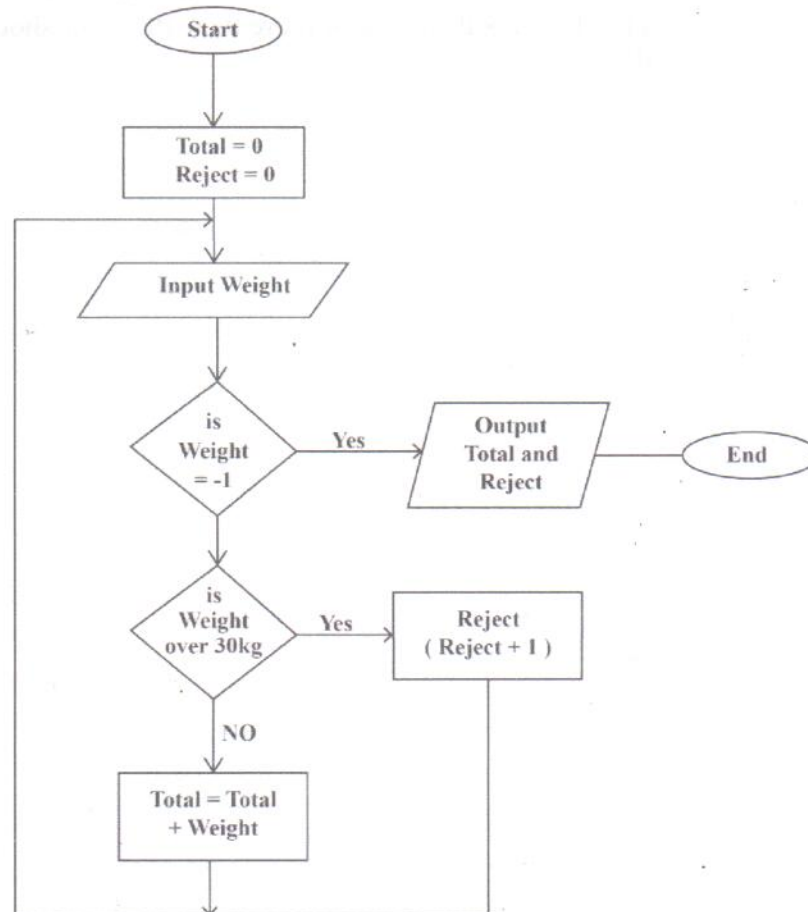 Start
Total = 0
Reject = 0
Input Weight
is
Weight
= -1
Yes
Output
Total and
Reject
End
is
Weight
over 30kg
Yes
Reject
( Reject + 1 )
NO
Total = Total
+ Weight